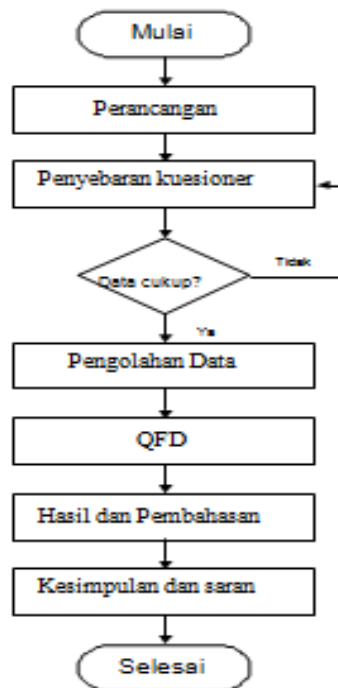 Mulai
Perancangan
Penyebaran kuesioner
Data cukup?
Tidak
Ya
Pengolahan Data
QFD
Hasil dan Pembahasan
Kesimpulan dan saran
Selesai